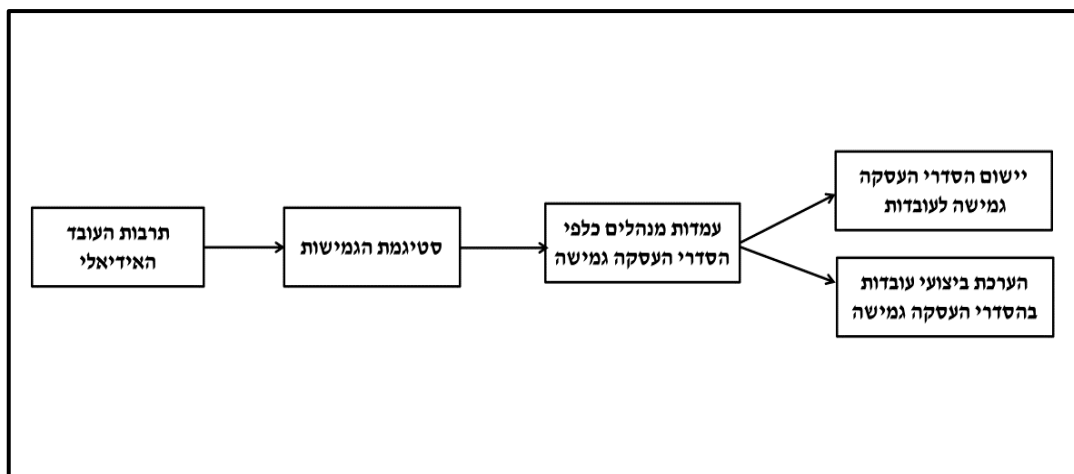 תרבות העובד
האידיאלי
סטיגמת הגמישות
עמדות מנהלים כלפי
הסדרי העסקה גמישה
יישום הסדרי העסקה
גמישה לעובדות
הערכת ביצועי עובדות
בהסדרי העסקה גמישה